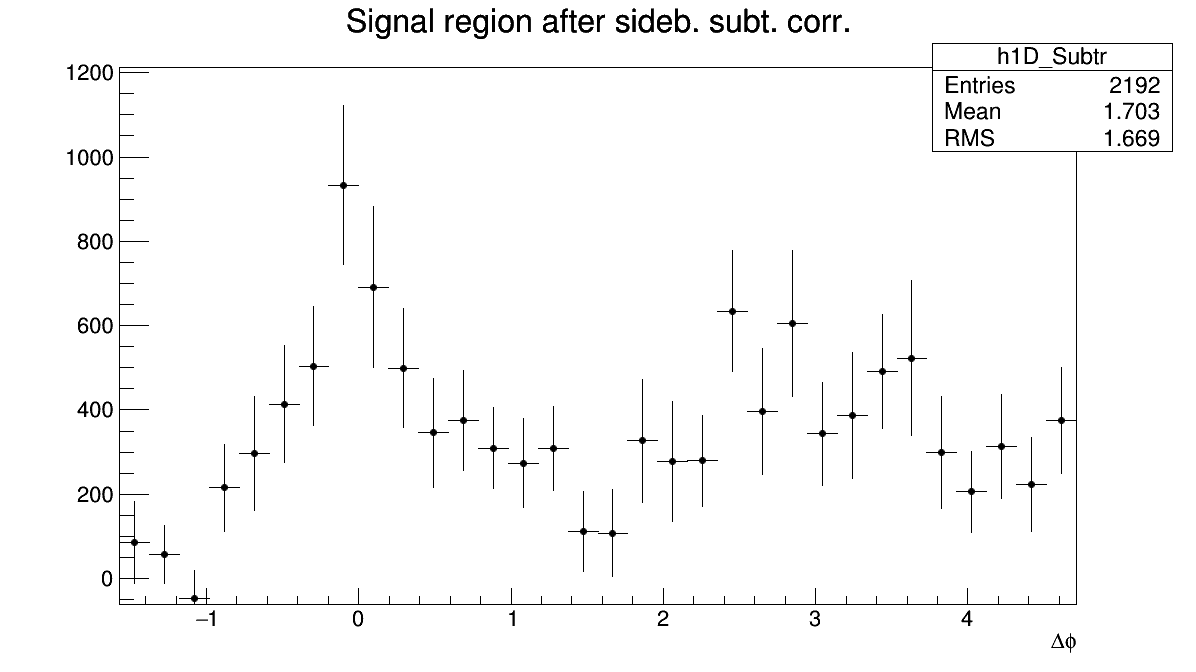 Signal region after sideb. subt. corr.
h1D_Subtr
Entries 2192
Mean 1.703
RMS 1.669
1200
1000
800
600
400
200
0
−1 0 1 2 3 4
Δϕ